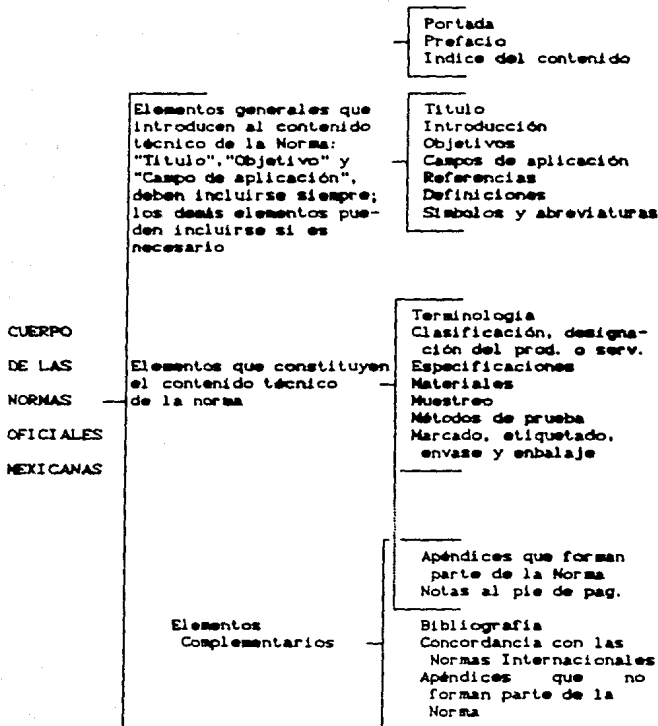 Portada
Prefacio
Indice del contenido
Elementos generales que
introducen al contenido
técnico de la Norma:
"Titulo","Objetivo" y
"Campo de aplicación",
deben incluirse siempre;
los demás elementos pue-
den incluirse si es
necesario
Titulo
Introducción
Objetivos
Campos de aplicación
Referencias
Definiciones
Simbolos y abreviaturas
CUERPO
DE LAS
NORMAS
OFICIALES
MEXICANAS
Elementos que constituyen
el contenido técnico
de la norma
Terminologia
Clasificación, designa-
ción del prod. o serv.
Especificaciones
Materiales
Muestreo
Métodos de prueba
Marcado, etiquetado,
envase y enbalaje
Elementos
Complementarios
Apéndices que forman
parte de la Norma
Notas al pie de pag.
Bibliografia
Concordancia con las
Normas Internacionales
Apéndices que no
forman parte de la
Norma